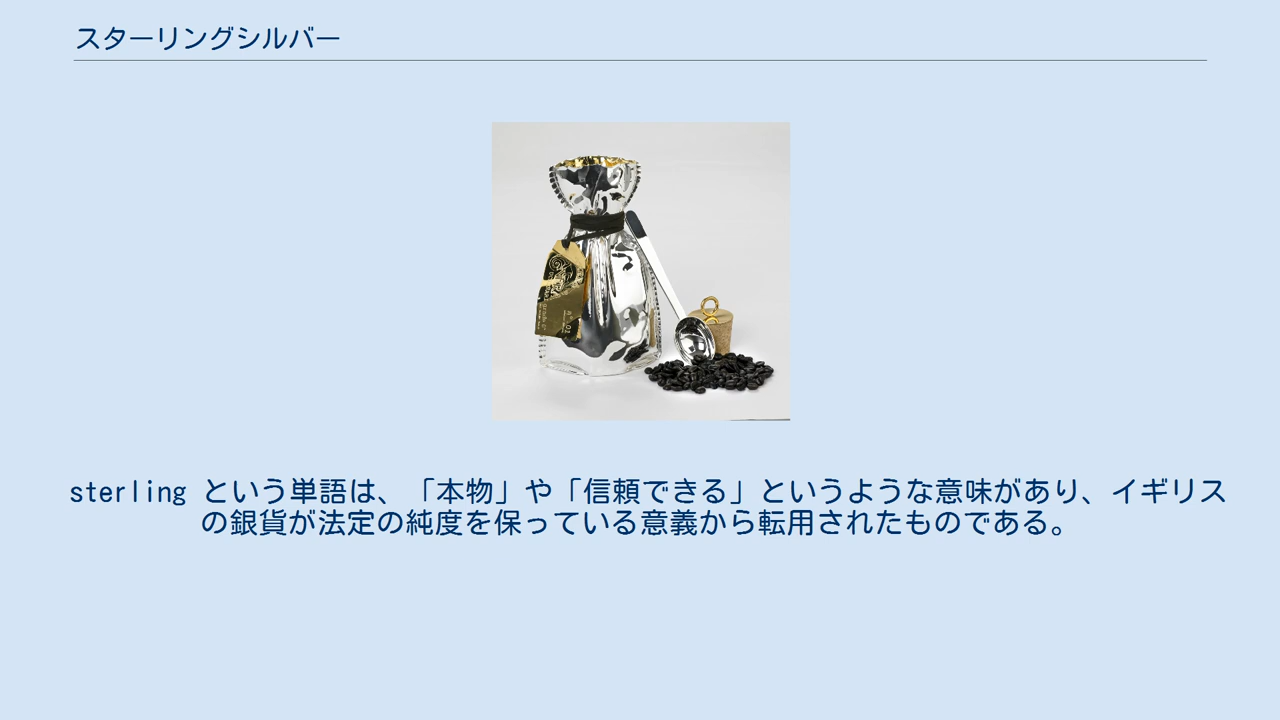 スターリングシルバー
sterling という単語は、「本物」や「信頼できる」というような意味があり、イギリス
の銀貨が法定の純度を保っている意義から転用されたものである。